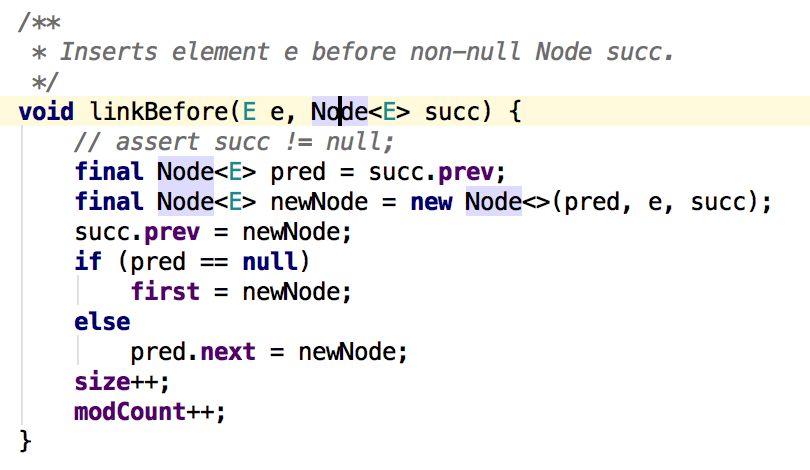 /**
 * Inserts element e before non-null Node succ.
 */
void linkBefore(E e, Node<E> succ) {
    // assert succ != null;
    final Node<E> pred = succ.prev;
    final Node<E> newNode = new Node<>(pred, e, succ);
    succ.prev = newNode;
    if (pred == null)
        first = newNode;
    else
        pred.next = newNode;
    size++;
    modCount++;
}